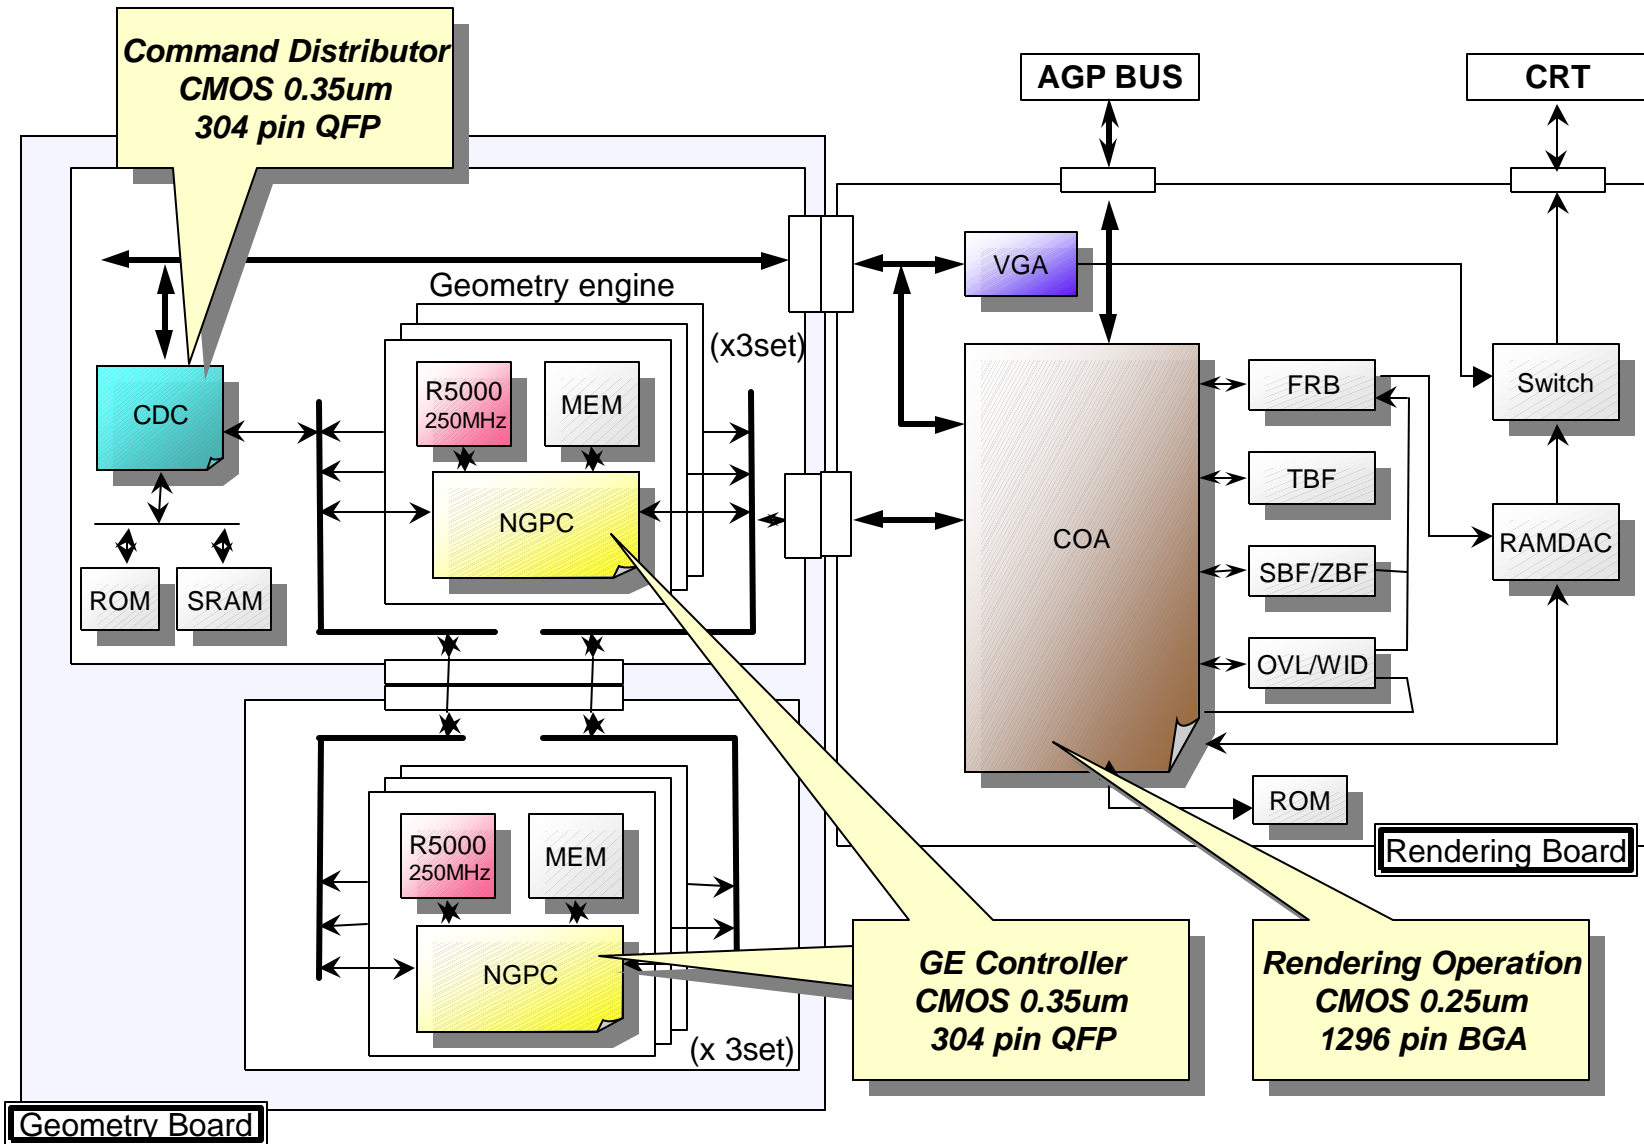 Command Distributor
CMOS 0.35um
304 pin QFP
AGP BUS
CRT
Geometry engine
(x3set)
VGA
CDC
R5000
250MHz
MEM
NGPC
ROM
SRAM
COA
FRB
TBF
SBF/ZBF
OVL/WID
Switch
RAMDAC
ROM
Rendering Board
R5000
250MHz
MEM
NGPC
(x 3set)
GE Controller
CMOS 0.35um
304 pin QFP
Rendering Operation
CMOS 0.25um
1296 pin BGA
Geometry Board